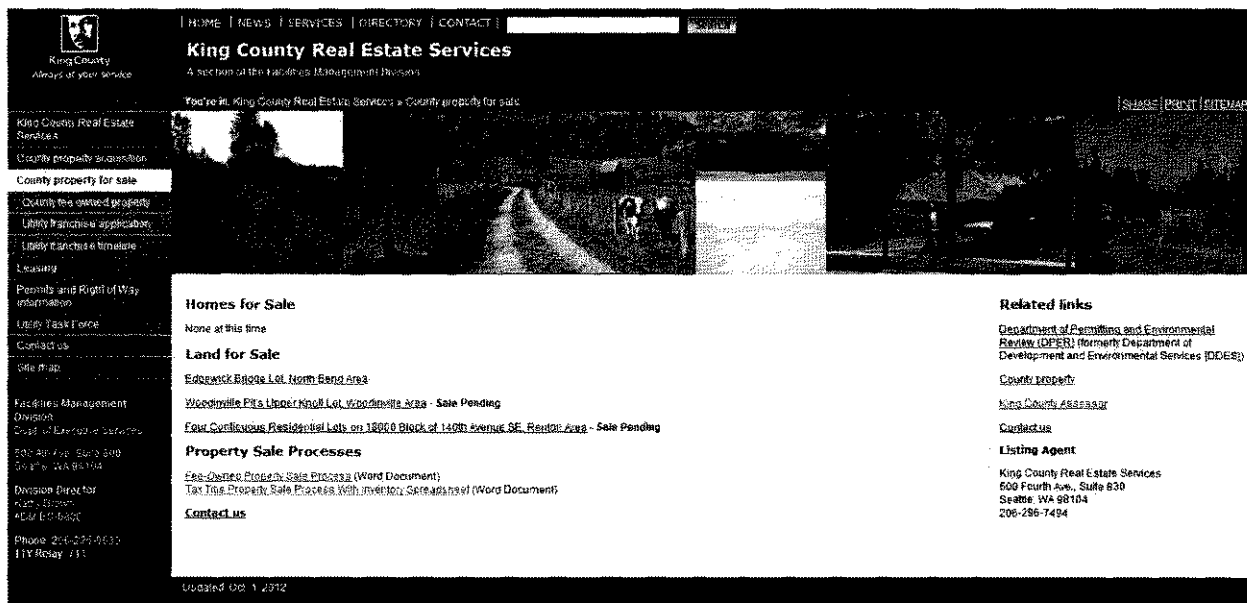 HOME | NEWS | SERVICES | DIRECTORY | CONTACT |
King County
Always at your service
King County Real Estate Services
A section of the Facilities Management Division
You're in: King County Real Estate Services » County property for sale
SHARE | PRINT | SITEMAP
King County Real Estate
Services
County property acquisition
County property for sale
County fee owned property
Utility franchise application
Utility franchise timeline
Leasing
Permits and Right of Way
information
Utility Task Force
Contact us
Site map
Facilities Management
Division
Dept. of Executive Services
Seattle, WA 98104
Division Director
Kathy Brown
Phone:
TTY Relay: 711
Homes for Sale
None at this time
Land for Sale
Edgewick Bridge Lot, North Bend Area
Woodinville Pit's Upper Knoll Lot, Woodinville Area - Sale Pending
Four Contiguous Residential Lots on 18000 Block of 140th Avenue SE, Renton Area - Sale Pending
Property Sale Processes
Fee-Owned Property Sale Process (Word Document)
Tax Title Property Sale Process With Inventory Spreadsheet (Word Document)
Contact us
Related links
Department of Permitting and Environmental
Review (DPER) (formerly Department of
Development and Environmental Services [DDES])
County property
King County Assessor
Contact us
Listing Agent
King County Real Estate Services
500 Fourth Ave., Suite 830
Seattle, WA 98104
206-296-7494
Updated: Oct. 1, 2012